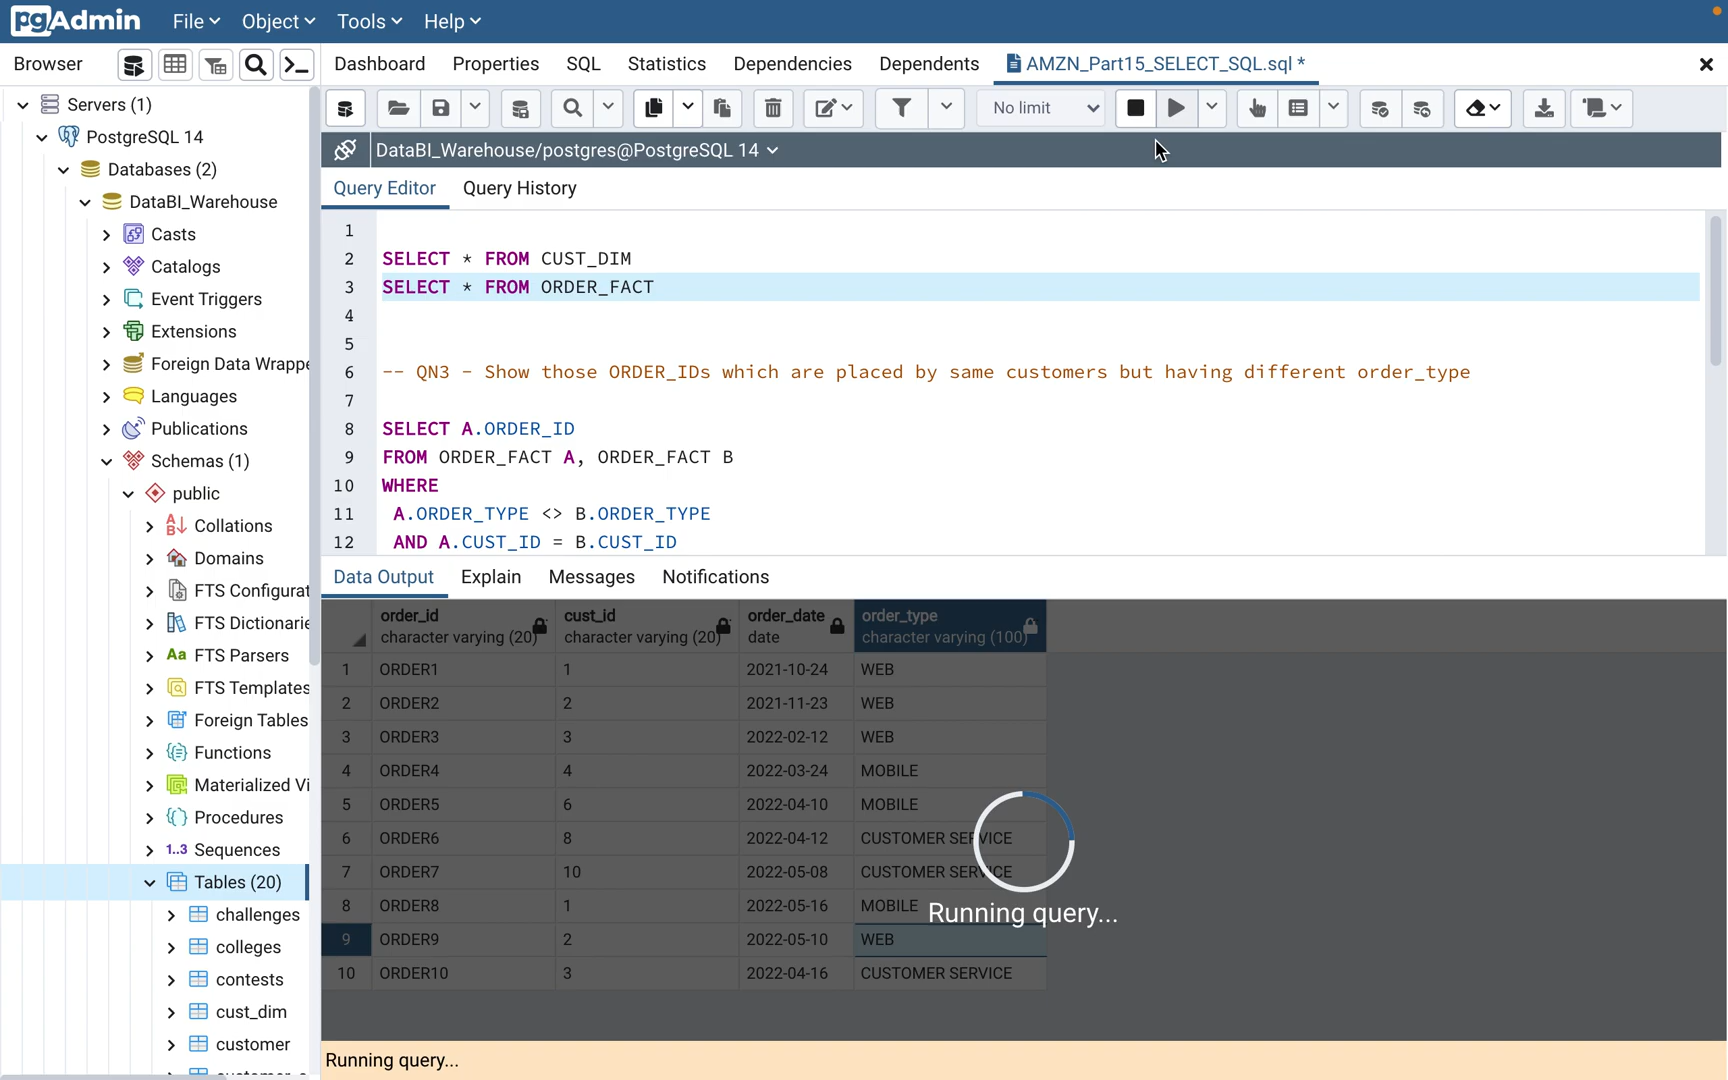 pgAdmin File Object Tools Help
Browser Dashboard Properties SQL Statistics Dependencies Dependents AMZN_Part15_SELECT_SQL.sql *
Servers (1)
PostgreSQL 14
Databases (2)
DataBI_Warehouse
Casts
Catalogs
Event Triggers
Extensions
Foreign Data Wrappe
Languages
Publications
Schemas (1)
public
Collations
Domains
FTS Configurat
FTS Dictionarie
Aa FTS Parsers
FTS Templates
Foreign Tables
Functions
Materialized Vi
Procedures
1..3 Sequences
Tables (20)
challenges
colleges
contests
cust_dim
customer
No limit
DataBI_Warehouse/postgres@PostgreSQL 14
Query Editor Query History
1
2 SELECT * FROM CUST_DIM
3 SELECT * FROM ORDER_FACT
4
5
6 -- QN3 - Show those ORDER_IDs which are placed by same customers but having different order_type
7
8 SELECT A.ORDER_ID
9 FROM ORDER_FACT A, ORDER_FACT B
10 WHERE
11 A.ORDER_TYPE <> B.ORDER_TYPE
12 AND A.CUST_ID = B.CUST_ID
Data Output Explain Messages Notifications
order_id cust_id order_date order_type
character varying (20) character varying (20) date character varying (100)
1 ORDER1 1 2021-10-24 WEB
2 ORDER2 2 2021-11-23 WEB
3 ORDER3 3 2022-02-12 WEB
4 ORDER4 4 2022-03-24 MOBILE
5 ORDER5 6 2022-04-10 MOBILE
6 ORDER6 8 2022-04-12 CUSTOMER SERVICE
7 ORDER7 10 2022-05-08 CUSTOMER SERVICE
8 ORDER8 1 2022-05-16 MOBILE
Running query...
9 ORDER9 2 2022-05-10 WEB
10 ORDER10 3 2022-04-16 CUSTOMER SERVICE
Running query...